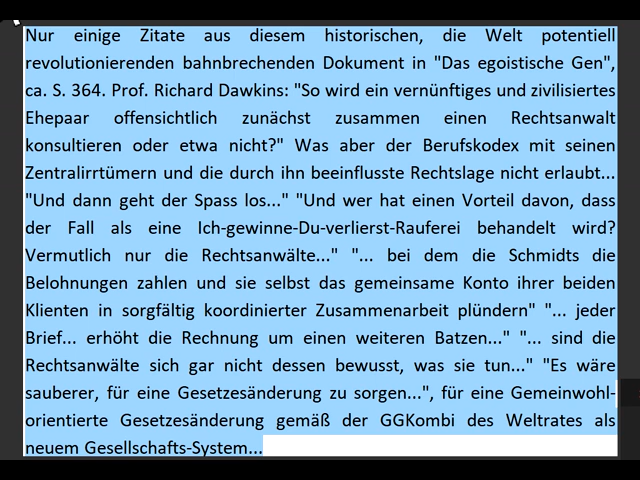 Nur einige Zitate aus diesem historischen, die Welt potentiell
revolutionierenden bahnbrechenden Dokument in "Das egoistische Gen",
ca. S. 364. Prof. Richard Dawkins: "So wird ein vernünftiges und zivilisiertes
Ehepaar offensichtlich zunächst zusammen einen Rechtsanwalt
konsultieren oder etwa nicht?" Was aber der Berufskodex mit seinen
Zentralirrtümern und die durch ihn beeinflusste Rechtslage nicht erlaubt...
"Und dann geht der Spass los..." "Und wer hat einen Vorteil davon, dass
der Fall als eine Ich-gewinne-Du-verlierst-Rauferei behandelt wird?
Vermutlich nur die Rechtsanwälte..." "... bei dem die Schmidts die
Belohnungen zahlen und sie selbst das gemeinsame Konto ihrer beiden
Klienten in sorgfältig koordinierter Zusammenarbeit plündern" "... jeder
Brief... erhöht die Rechnung um einen weiteren Batzen..." "... sind die
Rechtsanwälte sich gar nicht dessen bewusst, was sie tun..." "Es wäre
sauberer, für eine Gesetzesänderung zu sorgen...", für eine Gemeinwohl-
orientierte Gesetzesänderung gemäß der GGKombi des Weltrates als
neuem Gesellschafts-System...